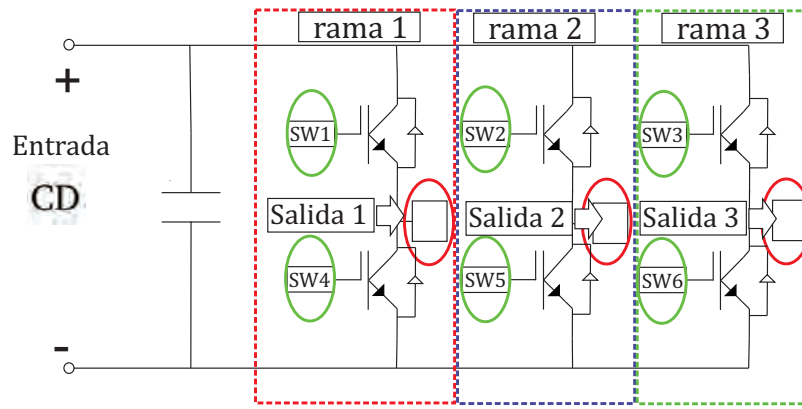 rama 1
rama 2
rama 3
+
Entrada
CD
-
SW1
SW2
SW3
Salida 1
Salida 2
Salida 3
SW4
SW5
SW6